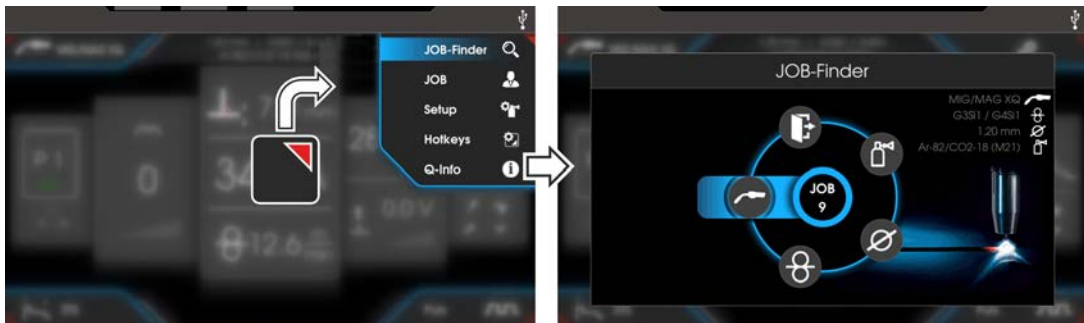 JOB-Finder
JOB
Setup
Hotkeys
Q-Info
34
0
12.6
0.0 V
JOB-Finder
MIG/MAG XQ
G3Si1 / G4Si1
1.20 mm
Ar-82/CO2-18 (M21)
JOB
9